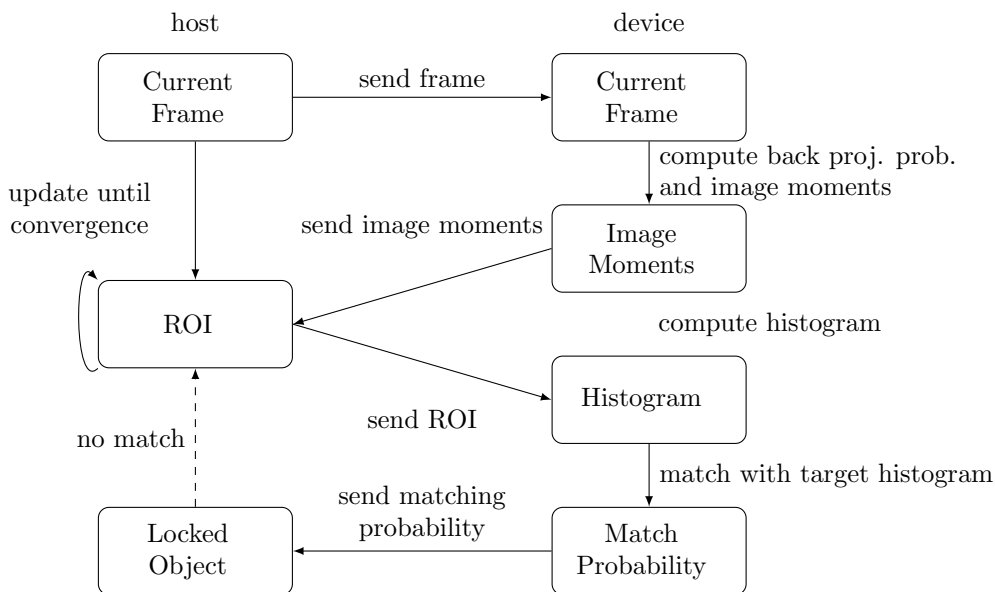 host
device
Current
Frame
send frame
Current
Frame
compute back proj. prob.
and image moments
update until
convergence
send image moments
Image
Moments
ROI
compute histogram
Histogram
send ROI
no match
match with target histogram
send matching
probability
Locked
Object
Match
Probability